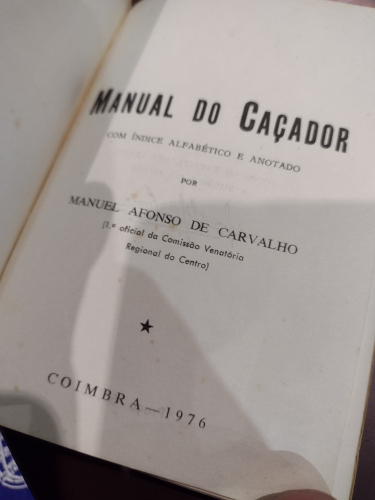 MANUAL DO CAÇADOR
COM ÍNDICE ALFABÉTICO E ANOTADO
POR
MANUEL AFONSO DE CARVALHO
(1.º oficial da Comissão Venatória
Regional do Centro)
COIMBRA — 1976